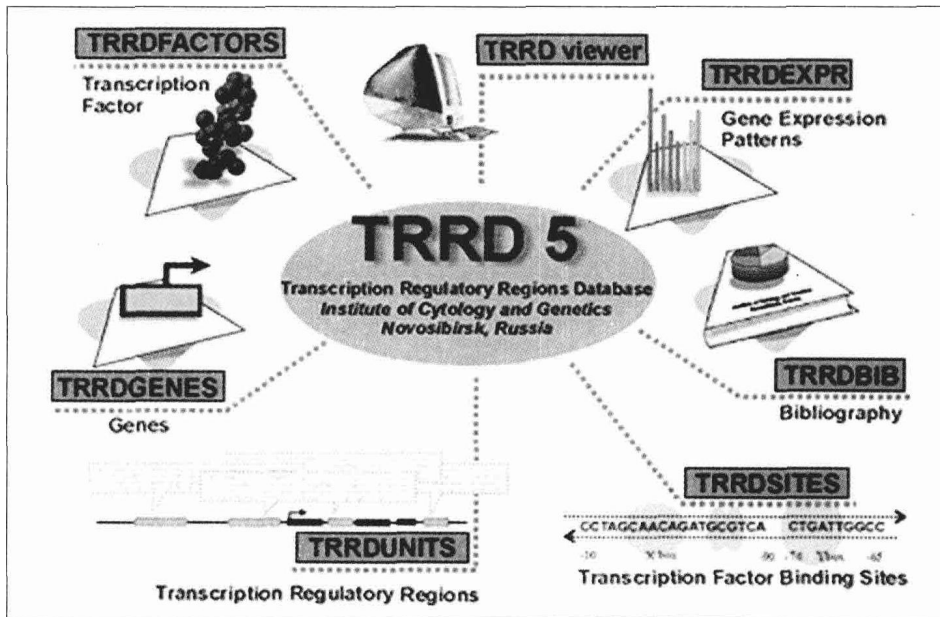 TRRDFACTORS
Transcription
Factor
TRRD viewer
TRRDEXPR
Gene Expression
Patterns
TRRD 5
Transcription Regulatory Regions Database
Institute of Cytology and Genetics
Novosibirsk, Russia
TRRDGENES
Genes
TRRDBIB
Bibliography
TRRDUNITS
Transcription Regulatory Regions
TRRDSITES
CCTAGCAACAGATGCGTCA CTGATTGGCC
Transcription Factor Binding Sites